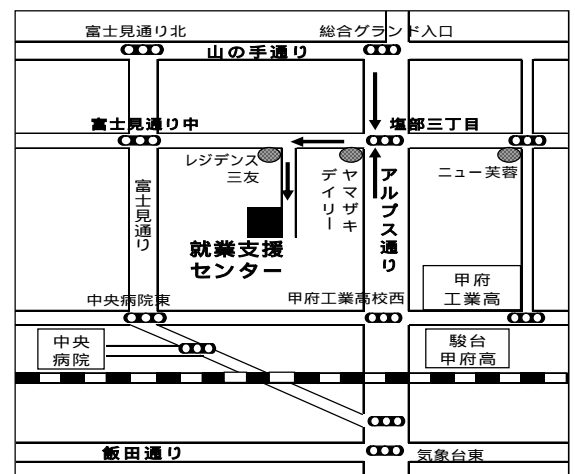 富士見通り北
総合グランド入口
山の手通り
富士見通り中
塩部三丁目
レジデンス
三友
ヤマザキ
デイリー
アルプス通り
ニュー芙蓉
富士見通り
就業支援
センター
甲府
工業高
中央病院東
甲府工業高校西
中央
病院
駿台
甲府高
飯田通り
気象台東